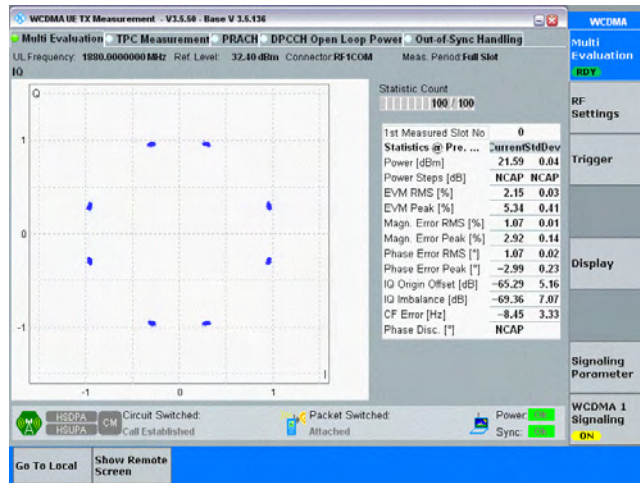 WCDMA UE TX Measurement - V3.5.50 - Base V 3.5.136
WCDMA
Multi Evaluation TPC Measurement PRACH DPCCH Open Loop Power Out-of-Sync Handling
Multi
Evaluation
RDY
UL Frequency: 1880.0000000 MHz Ref. Level: 32.40 dBm Connector: RF1COM Meas. Period: Full Slot
IQ
Q
1
0
-1
-1 0 1
I
Statistic Count
100 / 100
1st Measured Slot No 0
Statistics @ Pre. ... Current StdDev
Power [dBm] 21.59 0.04
Power Steps [dB] NCAP NCAP
EVM RMS [%] 2.15 0.03
EVM Peak [%] 5.34 0.41
Magn. Error RMS [%] 1.07 0.01
Magn. Error Peak [%] 2.92 0.14
Phase Error RMS [°] 1.07 0.02
Phase Error Peak [°] -2.99 0.23
IQ Origin Offset [dB] -65.29 5.16
IQ Imbalance [dB] -69.36 7.07
CF Error [Hz] -8.45 3.33
Phase Disc. [°] NCAP
RF
Settings
Trigger
Display
Signaling
Parameter
WCDMA 1
Signaling
ON
HSDPA
HSUPA
CM
Circuit Switched:
Call Established
Packet Switched:
Attached
Power: On
Sync: On
Go To Local
Show Remote
Screen